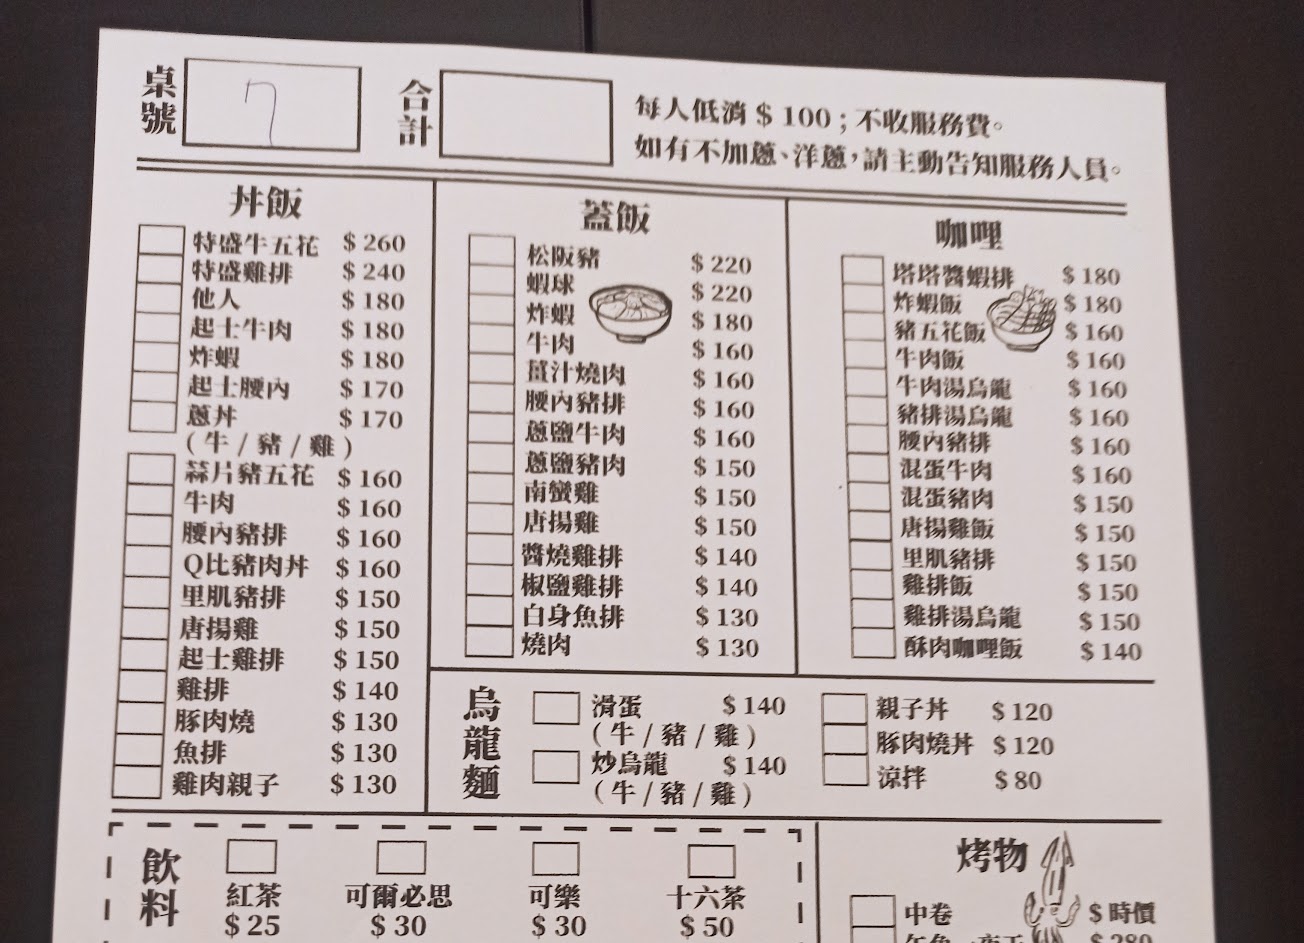 桌號 7 合計
每人低消 $ 100 ; 不收服務費。
如有不加蔥、洋蔥，請主動告知服務人員。
丼飯
特盛牛五花 $ 260
特盛雞排 $ 240
他人 $ 180
起士牛肉 $ 180
炸蝦 $ 180
起士腰內 $ 170
蔥丼 $ 170
( 牛 / 豬 / 雞 )
蒜片豬五花 $ 160
牛肉 $ 160
腰內豬排 $ 160
Q比豬肉丼 $ 160
里肌豬排 $ 150
唐揚雞 $ 150
起士雞排 $ 150
雞排 $ 140
豚肉燒 $ 130
魚排 $ 130
雞肉親子 $ 130
蓋飯
松阪豬 $ 220
蝦球 $ 220
炸蝦 $ 180
牛肉 $ 160
薑汁燒肉 $ 160
腰內豬排 $ 160
蔥鹽牛肉 $ 160
蔥鹽豬肉 $ 150
南蠻雞 $ 150
唐揚雞 $ 150
醬燒雞排 $ 140
椒鹽雞排 $ 140
白身魚排 $ 130
燒肉 $ 130
咖哩
塔塔醬蝦排 $ 180
炸蝦飯 $ 180
豬五花飯 $ 160
牛肉飯 $ 160
牛肉湯烏龍 $ 160
豬排湯烏龍 $ 160
腰內豬排 $ 160
混蛋牛肉 $ 160
混蛋豬肉 $ 150
唐揚雞飯 $ 150
里肌豬排 $ 150
雞排飯 $ 150
雞排湯烏龍 $ 150
酥肉咖哩飯 $ 140
烏龍麵
滑蛋 $ 140
( 牛 / 豬 / 雞 )
炒烏龍 $ 140
( 牛 / 豬 / 雞 )
親子丼 $ 120
豚肉燒丼 $ 120
涼拌 $ 80
飲料
紅茶 可爾必思 可樂 十六茶
$ 25 $ 30 $ 30 $ 50
烤物
中卷 $ 時價
$ 280